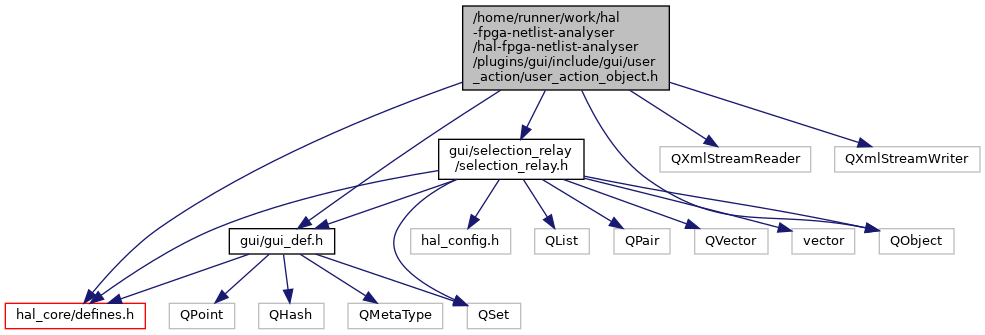 /home/runner/work/hal
-fpga-netlist-analyser
/hal-fpga-netlist-analyser
/plugins/gui/include/gui/user
_action/user_action_object.h
gui/selection_relay
/selection_relay.h
QXmlStreamReader
QXmlStreamWriter
gui/gui_def.h
hal_config.h
QList
QPair
QVector
vector
QObject
hal_core/defines.h
QPoint
QHash
QMetaType
QSet